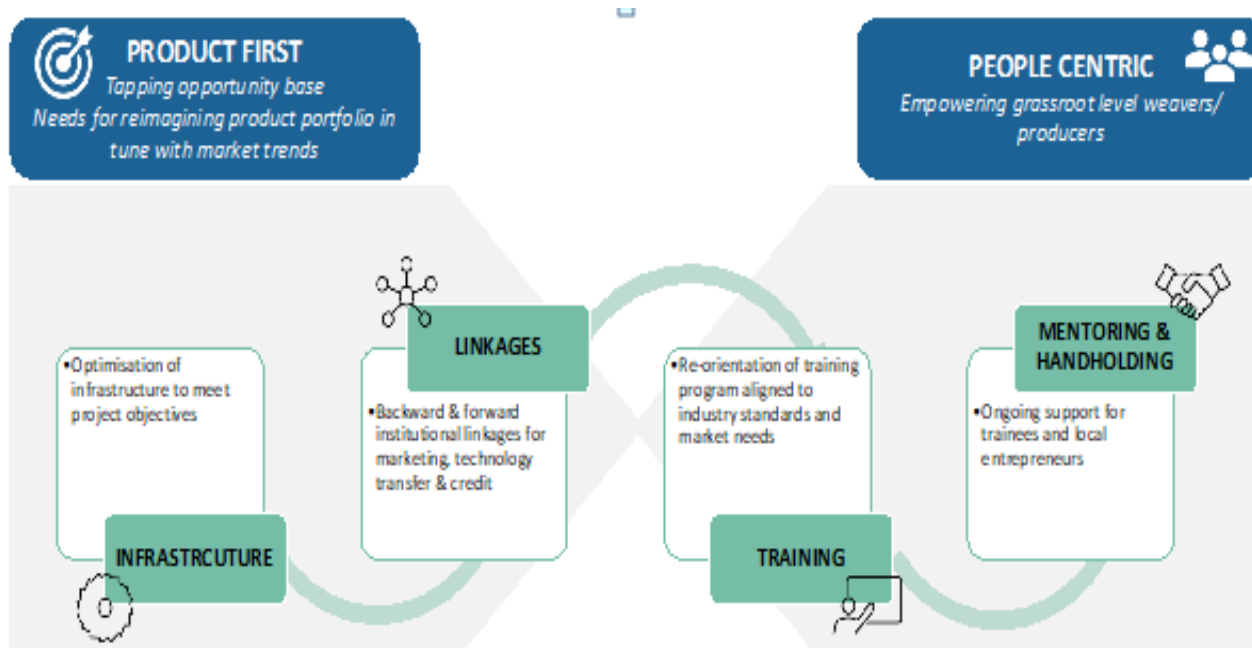 PRODUCT FIRST
Tapping opportunity base
Needs for reimagining product portfolio in
tune with market trends
PEOPLE CENTRIC
Empowering grassroot level weavers/
producers
•Optimisation of
infrastructure to meet
project objectives
INFRASTRCUTURE
LINKAGES
•Backward & forward
institutional linkages for
marketing, technology
transfer & credit
•Re-orientation of training
program aligned to
industry standards and
market needs
TRAINING
MENTORING &
HANDHOLDING
•Ongoing support for
trainees and local
entrepreneurs